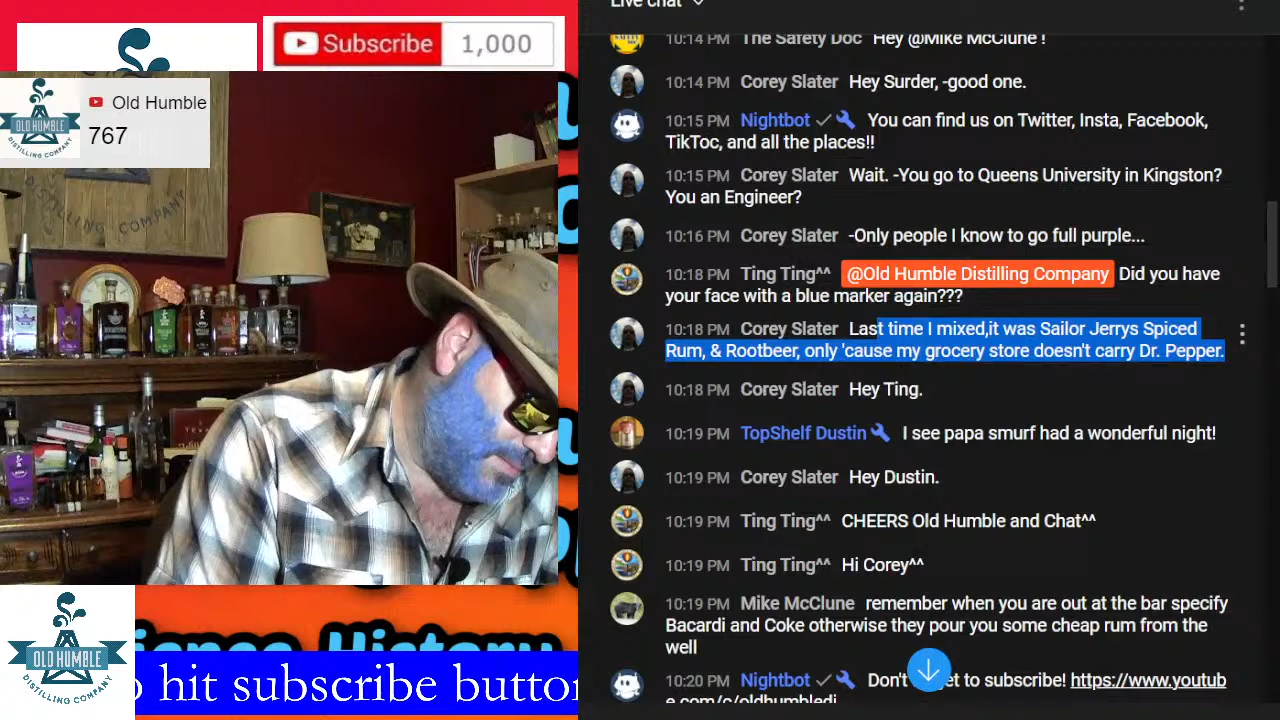 Subscribe 1,000
Old Humble
767
OLD HUMBLE
DISTILLING COMPANY
DISTILLING COMPANY
OLD HUMBLE
DISTILLING COMPANY
hit subscribe button
Live chat
10:14 PM The Safety Doc Hey @Mike McClune !
10:14 PM Corey Slater Hey Surder, -good one.
10:15 PM Nightbot You can find us on Twitter, Insta, Facebook,
TikToc, and all the places!!
10:15 PM Corey Slater Wait. -You go to Queens University in Kingston?
You an Engineer?
10:16 PM Corey Slater -Only people I know to go full purple...
10:18 PM Ting Ting^^ @Old Humble Distilling Company Did you have
your face with a blue marker again???
10:18 PM Corey Slater Last time I mixed,it was Sailor Jerrys Spiced
Rum, & Rootbeer, only 'cause my grocery store doesn't carry Dr. Pepper.
10:18 PM Corey Slater Hey Ting.
10:19 PM TopShelf Dustin I see papa smurf had a wonderful night!
10:19 PM Corey Slater Hey Dustin.
10:19 PM Ting Ting^^ CHEERS Old Humble and Chat^^
10:19 PM Ting Ting^^ Hi Corey^^
10:19 PM Mike McClune remember when you are out at the bar specify
Bacardi and Coke otherwise they pour you some cheap rum from the
well
10:20 PM Nightbot Don't get to subscribe! https://www.youtub
e.com/c/oldhumbledi